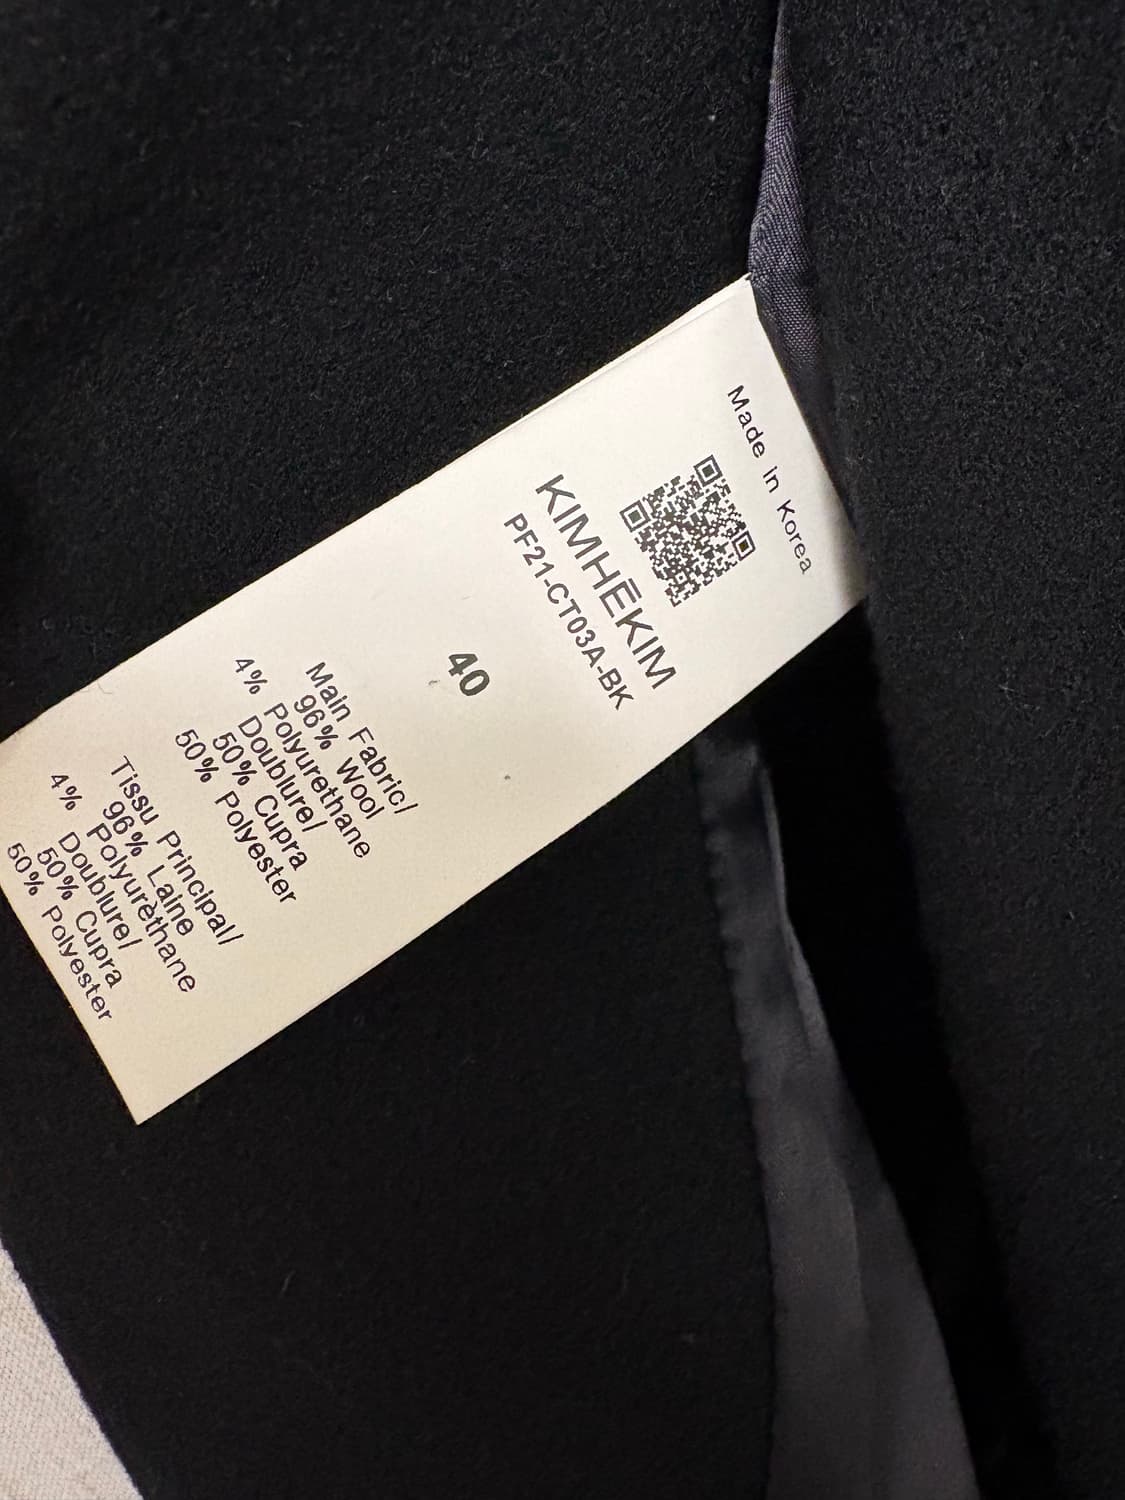 Made in Korea
KIMHĒKIM
PF21-CT03A-BK
40
Main Fabric/
96% Wool
4% Polyurethane
Doublure/
50% Cupra
50% Polyester
Tissu Principal/
96% Laine
4% Polyurèthane
Doublure/
50% Cupra
50% Polyester